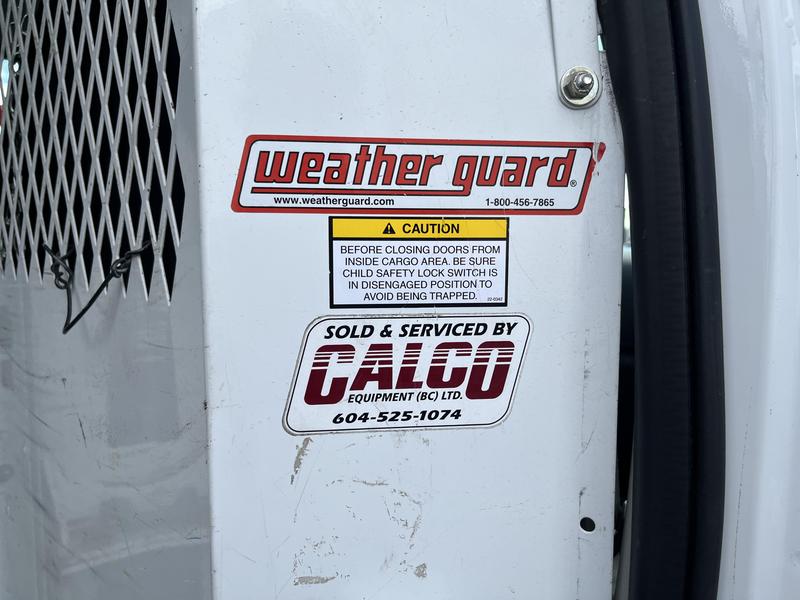 weather guard®
www.weatherguard.com 1-800-456-7865
⚠ CAUTION
BEFORE CLOSING DOORS FROM
INSIDE CARGO AREA. BE SURE
CHILD SAFETY LOCK SWITCH IS
IN DISENGAGED POSITION TO
AVOID BEING TRAPPED. 22-0342
SOLD & SERVICED BY
CALCO
EQUIPMENT (BC) LTD.
604-525-1074